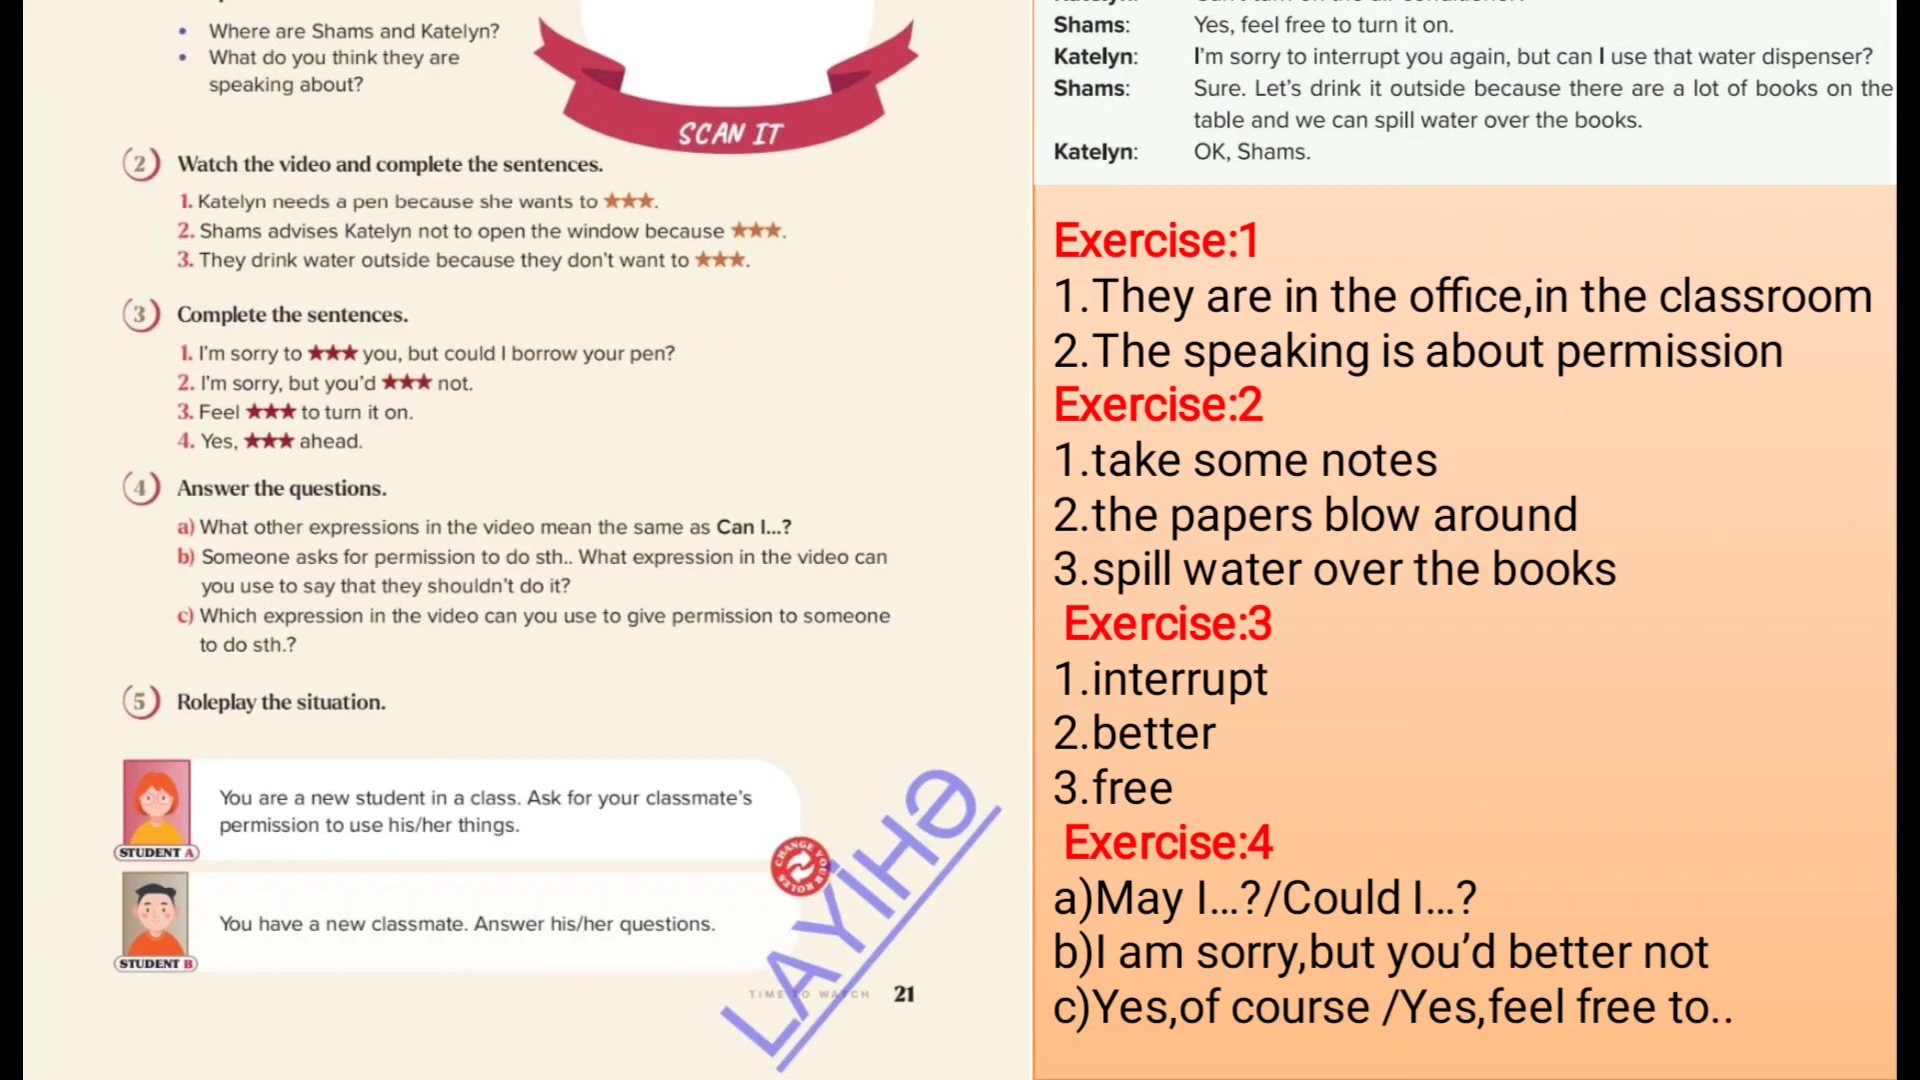 • Where are Shams and Katelyn?
• What do you think they are
speaking about?
SCAN IT
2 Watch the video and complete the sentences.
1. Katelyn needs a pen because she wants to ★★★.
2. Shams advises Katelyn not to open the window because ★★★.
3. They drink water outside because they don't want to ★★★.
3 Complete the sentences.
1. I'm sorry to ★★★ you, but could I borrow your pen?
2. I'm sorry, but you'd ★★★ not.
3. Feel ★★★ to turn it on.
4. Yes, ★★★ ahead.
4 Answer the questions.
a) What other expressions in the video mean the same as Can I...?
b) Someone asks for permission to do sth.. What expression in the video can
you use to say that they shouldn't do it?
c) Which expression in the video can you use to give permission to someone
to do sth.?
5 Roleplay the situation.
You are a new student in a class. Ask for your classmate's
permission to use his/her things.
STUDENT A
CHANGE YOUR ROLES
You have a new classmate. Answer his/her questions.
STUDENT B
LAYİHƏ
TIME TO WATCH 21
Shams: Yes, feel free to turn it on.
Katelyn: I'm sorry to interrupt you again, but can I use that water dispenser?
Shams: Sure. Let's drink it outside because there are a lot of books on the
table and we can spill water over the books.
Katelyn: OK, Shams.
Exercise:1
1.They are in the office,in the classroom
2.The speaking is about permission
Exercise:2
1.take some notes
2.the papers blow around
3.spill water over the books
Exercise:3
1.interrupt
2.better
3.free
Exercise:4
a)May I...?/Could I...?
b)I am sorry,but you'd better not
c)Yes,of course /Yes,feel free to..